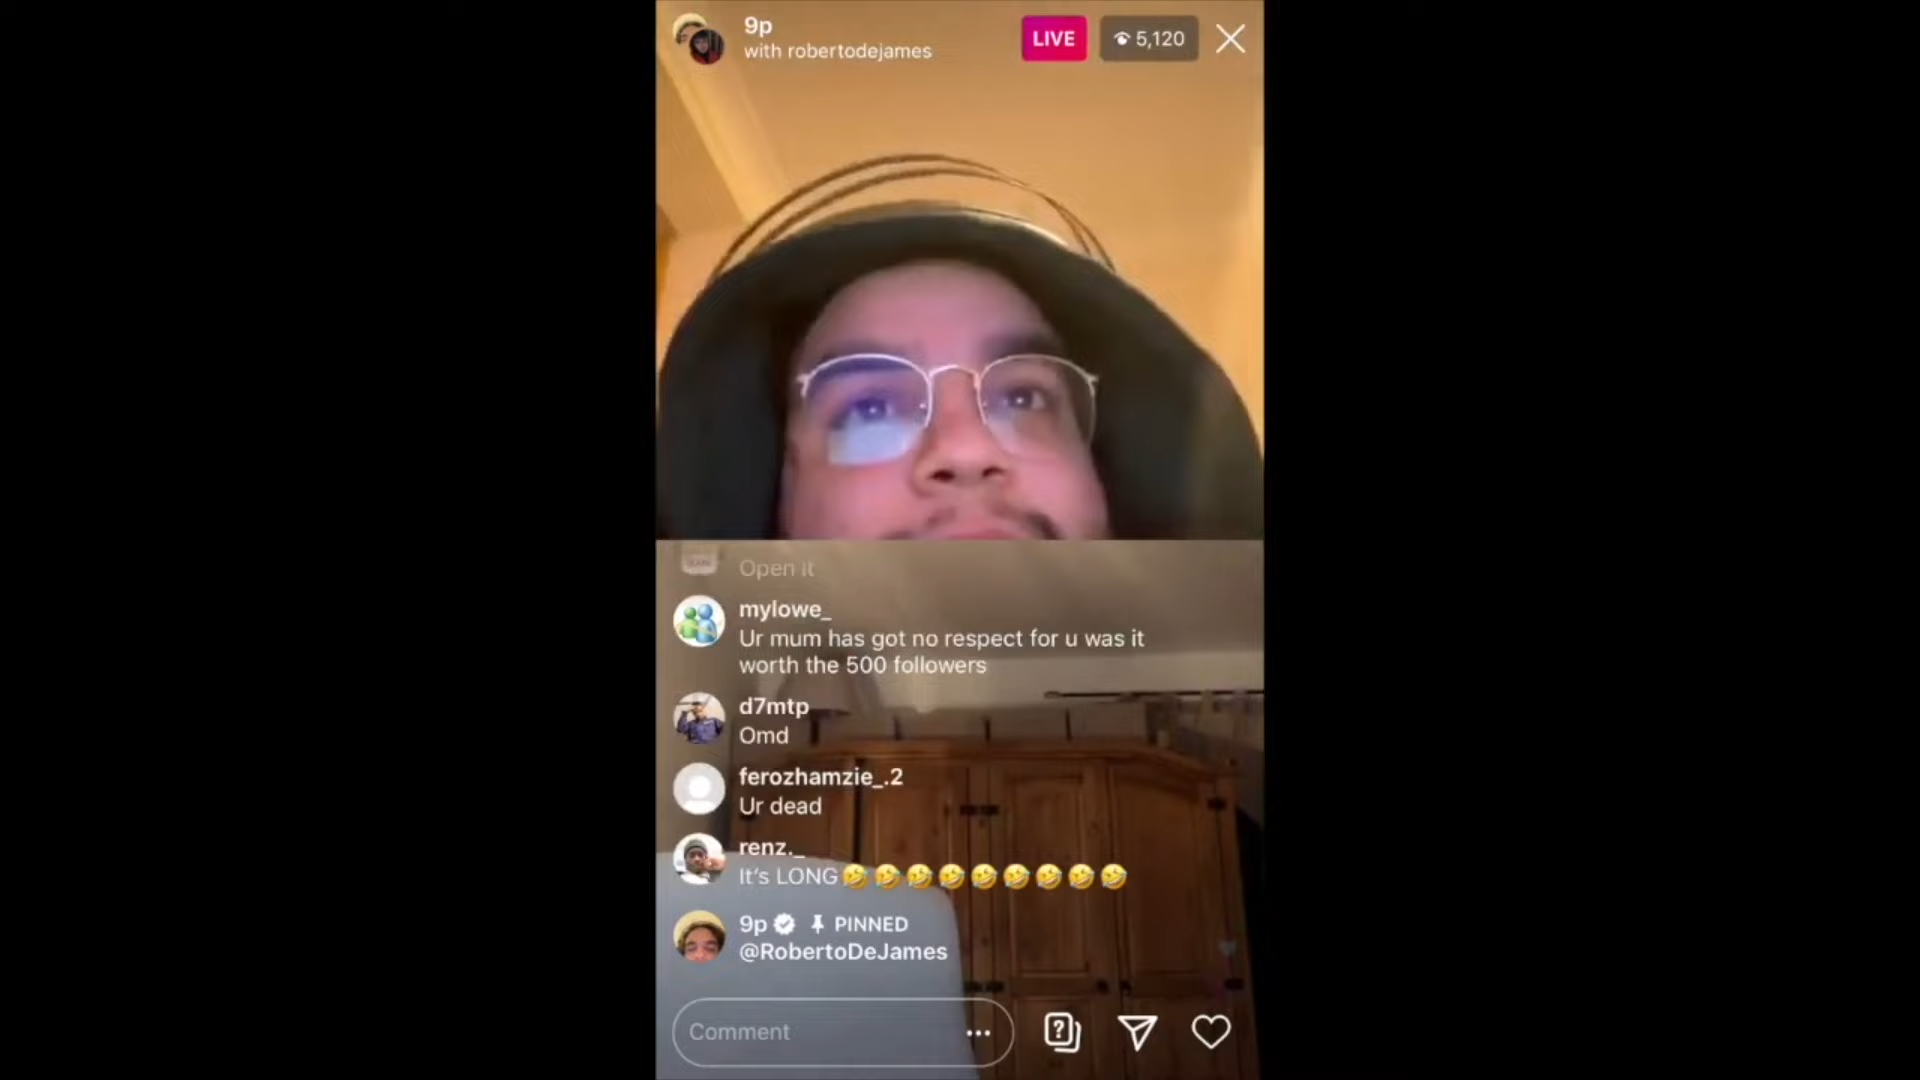 9p
with robertodejames
LIVE
5,120
Open it
mylowe_
Ur mum has got no respect for u was it
worth the 500 followers
d7mtp
Omd
ferozhamzie_.2
Ur dead
renz._
It's LONG🤣🤣🤣🤣🤣🤣🤣🤣🤣
9p PINNED
@RobertoDeJames
Comment